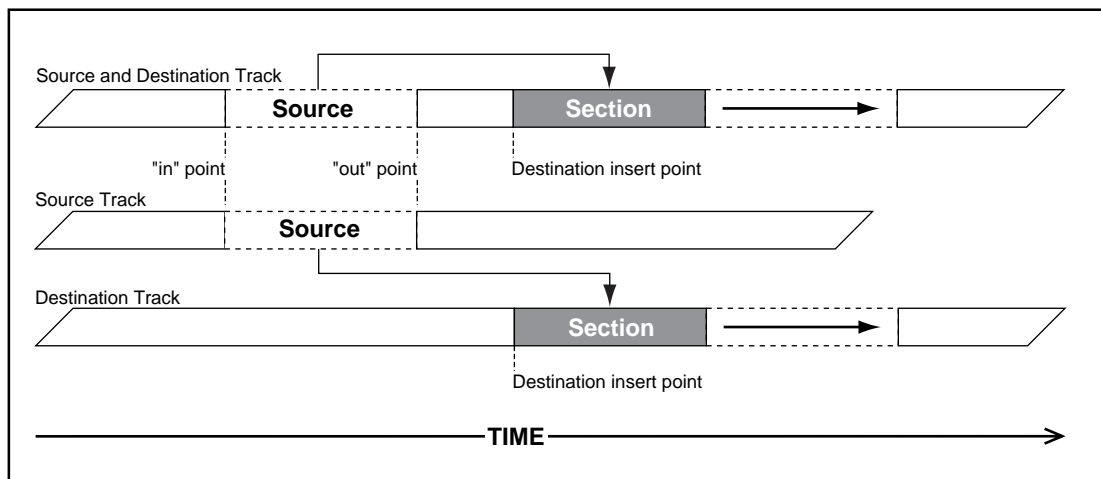 Source and Destination Track
Source
Section
"in" point
"out" point
Destination insert point
Source Track
Source
Destination Track
Section
Destination insert point
TIME